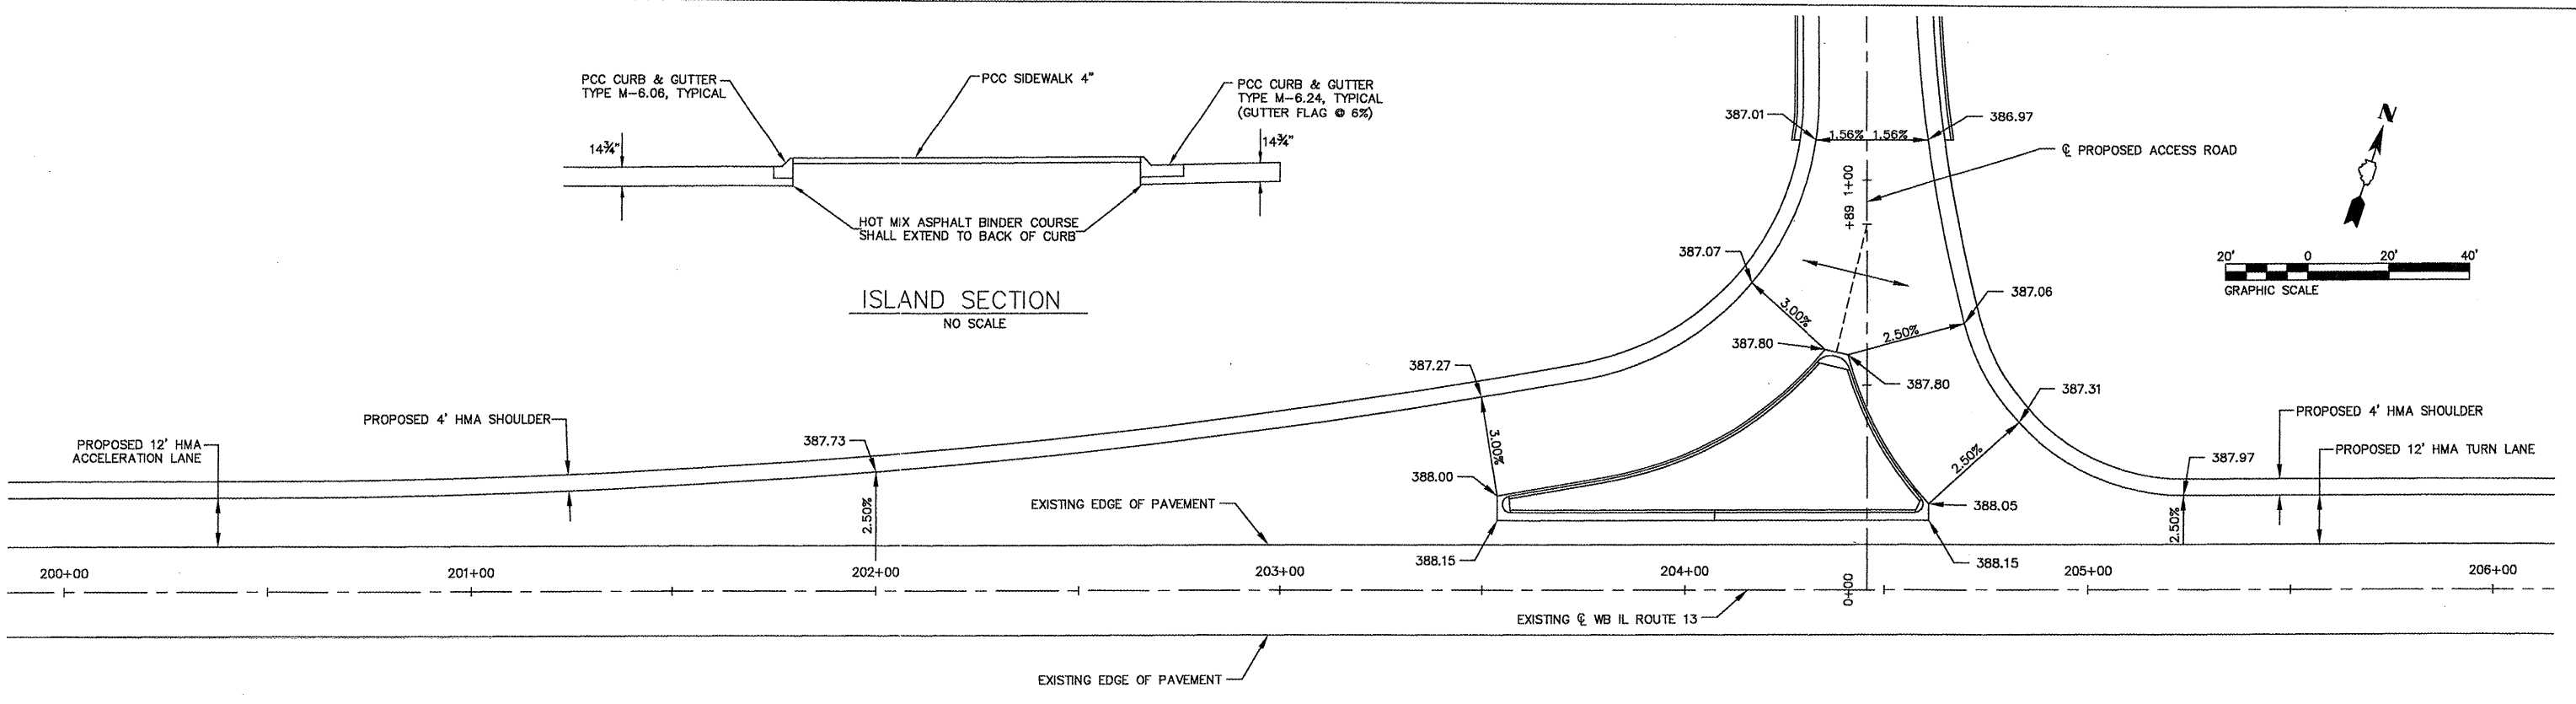 PCC CURB & GUTTER
TYPE M-6.06, TYPICAL
PCC SIDEWALK 4"
PCC CURB & GUTTER
TYPE M-6.24, TYPICAL
(GUTTER FLAG @ 6%)
14¾"
14¾"
HOT MIX ASPHALT BINDER COURSE
SHALL EXTEND TO BACK OF CURB
ISLAND SECTION
NO SCALE
387.01
1.56% 1.56%
386.97
℄ PROPOSED ACCESS ROAD
N
+89 1+00
20' 0 20' 40'
GRAPHIC SCALE
387.07
3.00%
387.06
2.50%
387.80
387.80
387.27
3.00%
387.31
2.50%
PROPOSED 4' HMA SHOULDER
PROPOSED 12' HMA
ACCELERATION LANE
387.73
2.50%
EXISTING EDGE OF PAVEMENT
388.00
388.05
387.97
2.50%
PROPOSED 4' HMA SHOULDER
PROPOSED 12' HMA TURN LANE
388.15
388.15
200+00
201+00
202+00
203+00
204+00
0+00
205+00
206+00
EXISTING ℄ WB IL ROUTE 13
EXISTING EDGE OF PAVEMENT